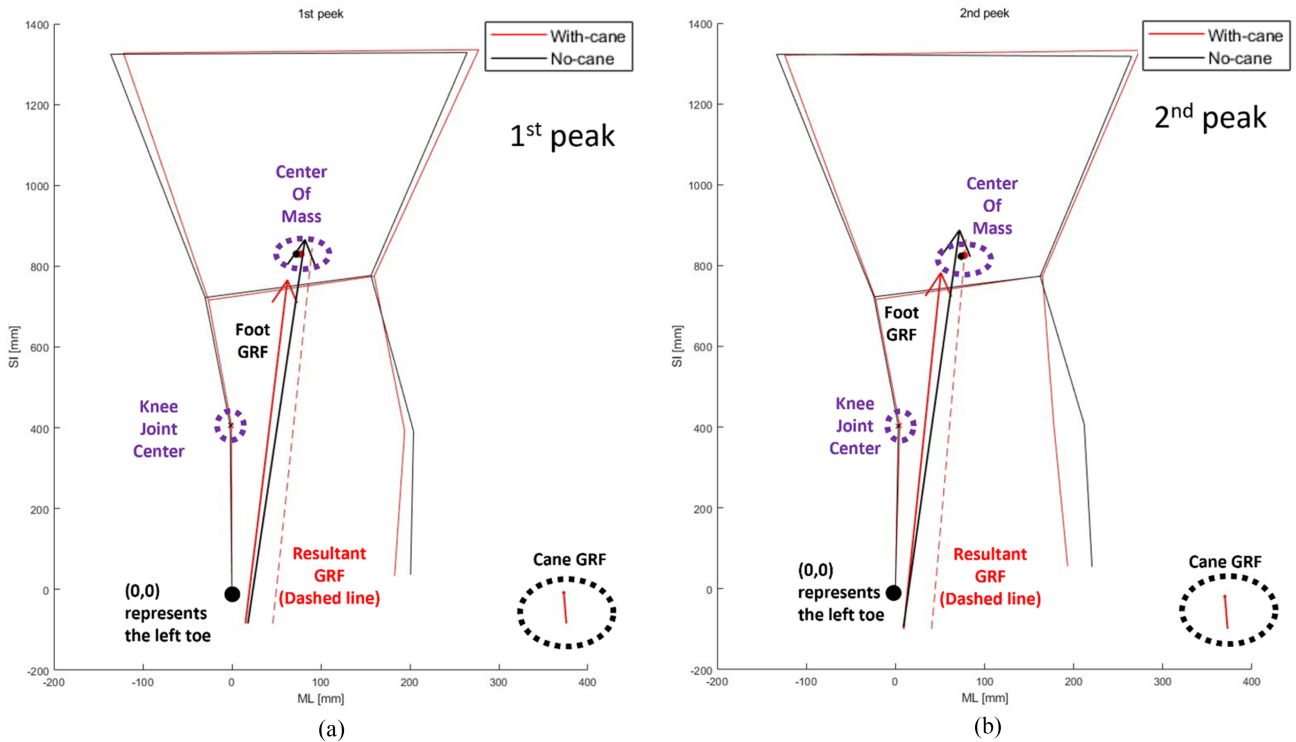 1st peek
1400
1200
1000
800
600
400
200
0
-200
SI [mm]
With-cane
No-cane
1st peak
Center
Of
Mass
Foot
GRF
Knee
Joint
Center
(0,0)
represents
the left toe
Resultant
GRF
(Dashed line)
Cane GRF
-200
-100
0
100
200
300
400
ML [mm]
(a)
2nd peek
1400
1200
1000
800
600
400
200
0
-200
SI [mm]
With-cane
No-cane
2nd peak
Center
Of
Mass
Foot
GRF
Knee
Joint
Center
(0,0)
represents
the left toe
Resultant
GRF
(Dashed line)
Cane GRF
-200
-100
0
100
200
300
400
ML [mm]
(b)